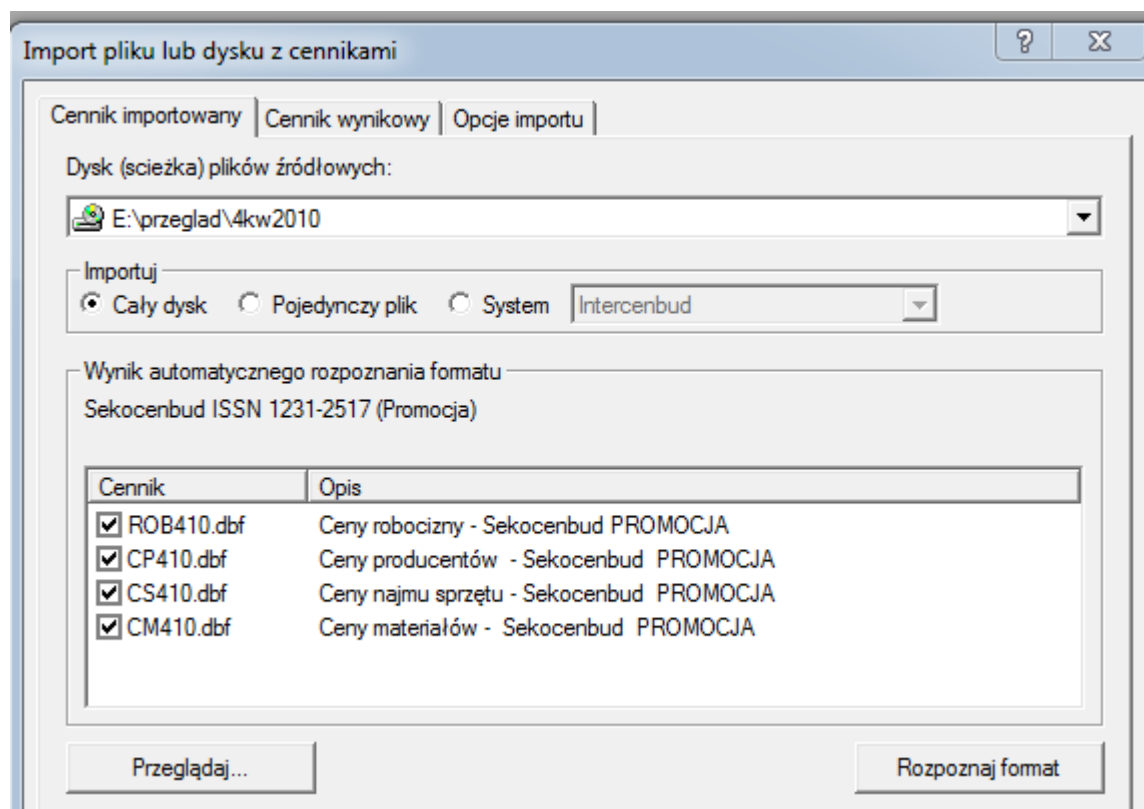 Import pliku lub dysku z cennikami
Cennik importowany Cennik wynikowy Opcje importu
Dysk (scieżka) plików źródłowych:
E:\przeglad\4kw2010
Importuj
Cały dysk Pojedynczy plik System Intercenbud
Wynik automatycznego rozpoznania formatu
Sekocenbud ISSN 1231-2517 (Promocja)
Cennik Opis
ROB410.dbf Ceny robocizny - Sekocenbud PROMOCJA
CP410.dbf Ceny producentów - Sekocenbud PROMOCJA
CS410.dbf Ceny najmu sprzętu - Sekocenbud PROMOCJA
CM410.dbf Ceny materiałów - Sekocenbud PROMOCJA
Przeglądaj... Rozpoznaj format